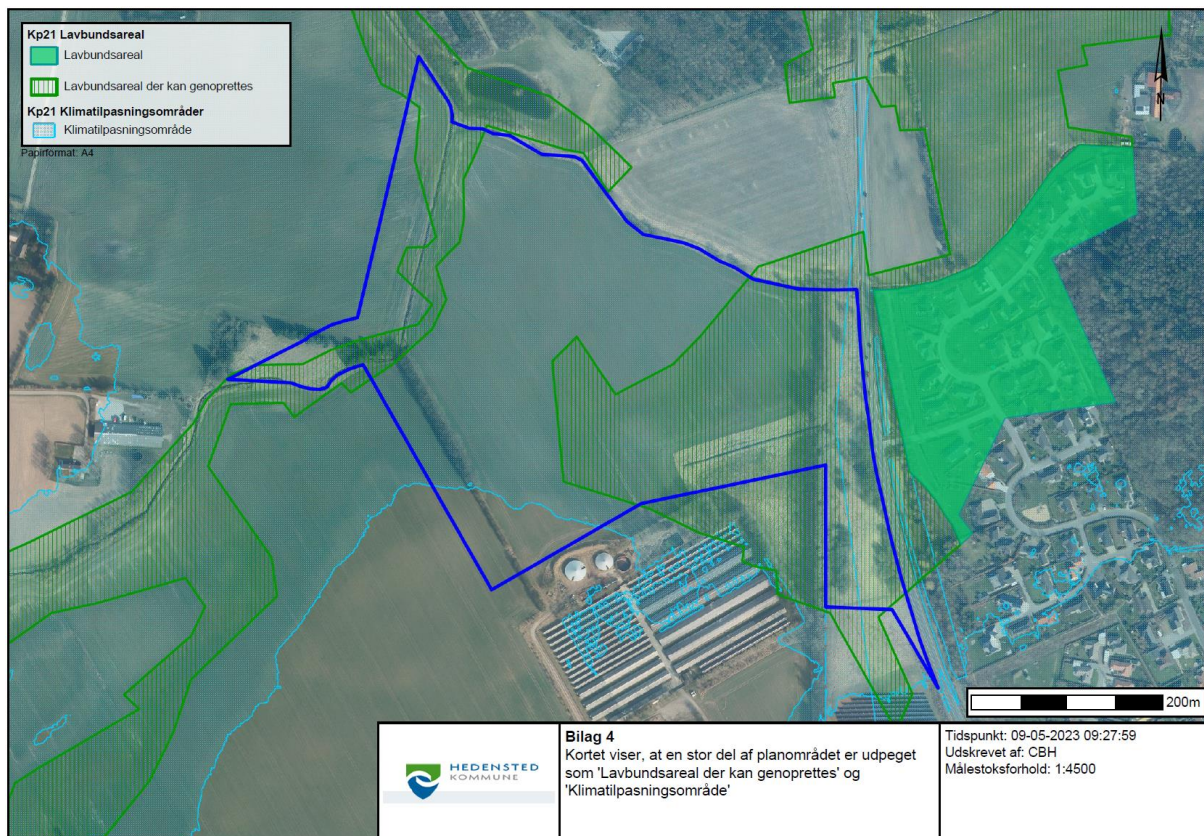 Kp21 Lavbundsareal
Lavbundsareal
Lavbundsareal der kan genoprettes
Kp21 Klimatilpasningsområder
Klimatilpasningsområde
Papirformat: A4
N
200m
HEDENSTED
KOMMUNE
Bilag 4
Kortet viser, at en stor del af planområdet er udpeget
som 'Lavbundsareal der kan genoprettes' og
'Klimatilpasningsområde'
Tidspunkt: 09-05-2023 09:27:59
Udskrevet af: CBH
Målestoksforhold: 1:4500